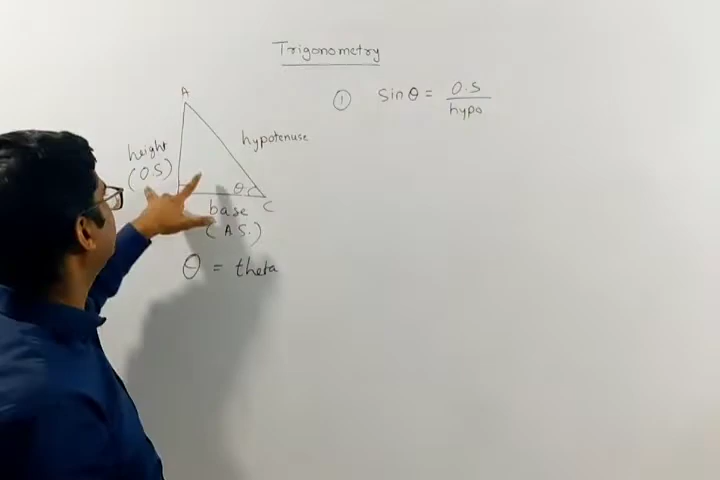 Trigonometry
① sin θ = O.S / hypo
A
hypotenuse
height
(O.S)
θ
C
base
(A S.)
θ = theta